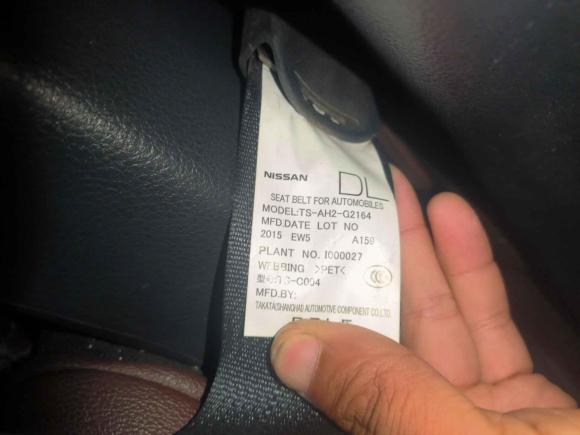 NISSAN DL
SEAT BELT FOR AUTOMOBILES
MODEL:TS-AH2-G2164
MFD.DATE LOT NO
2015 EW5 A159
PLANT NO. I000027
WEBBING >PET<
CCC
MFD.BY:
TAKATA(SHANGHAI) AUTOMOTIVE COMPONENT CO.LTD.